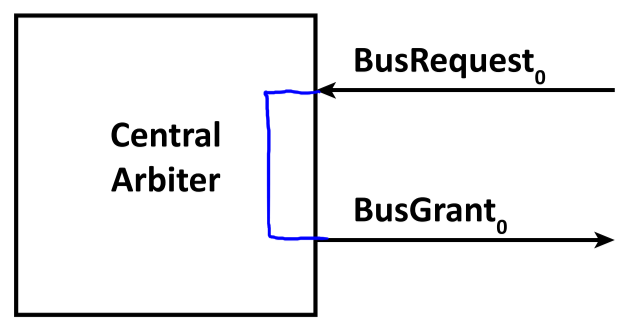 BusRequest₀
Central
Arbiter
BusGrant₀